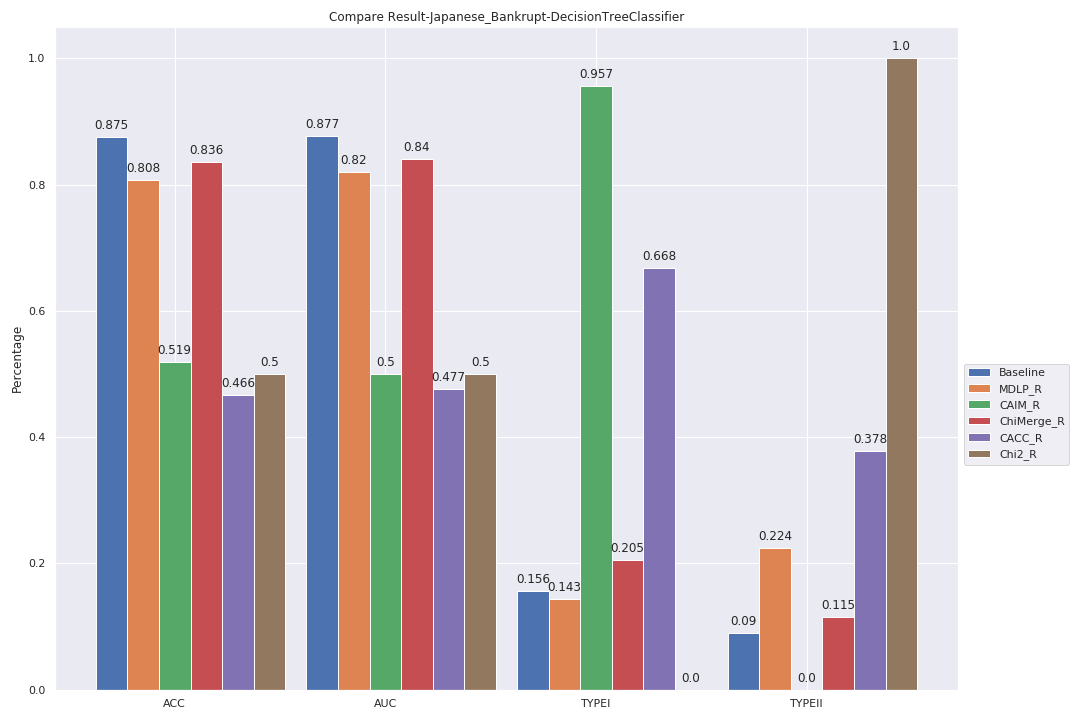 Compare Result-Japanese_Bankrupt-DecisionTreeClassifier
Percentage
1.0
0.8
0.6
0.4
0.2
0.0
0.875
0.808
0.519
0.836
0.466
0.5
0.877
0.82
0.5
0.84
0.477
0.5
0.156
0.143
0.957
0.205
0.668
0.0
0.09
0.224
0.0
0.115
0.378
1.0
ACC
AUC
TYPEI
TYPEII
Baseline
MDLP_R
CAIM_R
ChiMerge_R
CACC_R
Chi2_R